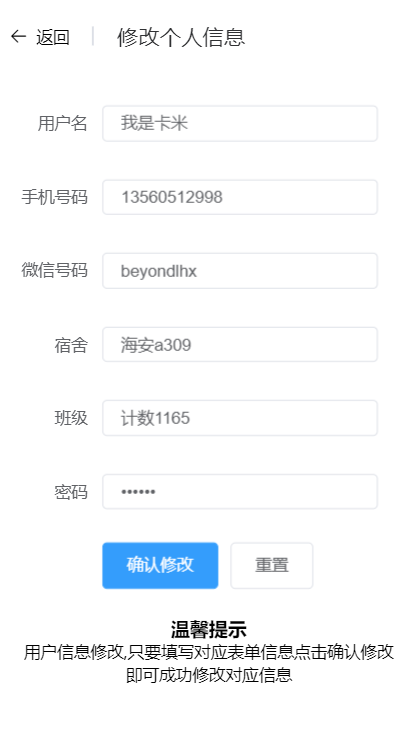 返回
修改个人信息
用户名 我是卡米
手机号码 13560512998
微信号码 beyondlhx
宿舍 海安a309
班级 计数1165
密码 ••••••
确认修改 重置
温馨提示
用户信息修改,只要填写对应表单信息点击确认修改
即可成功修改对应信息